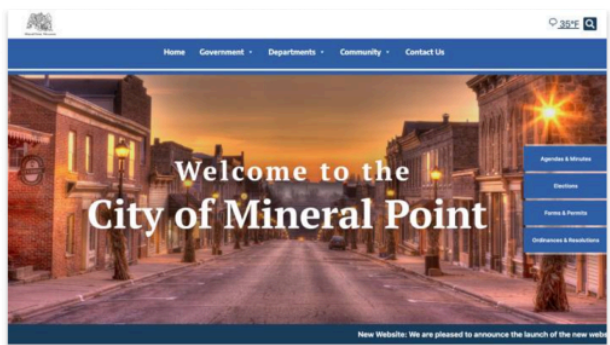 35°F
Home Government Departments Community Contact Us
Welcome to the
City of Mineral Point
Agendas & Minutes
Elections
Forms & Permits
Ordinances & Resolutions
New Website: We are pleased to announce the launch of the new webs